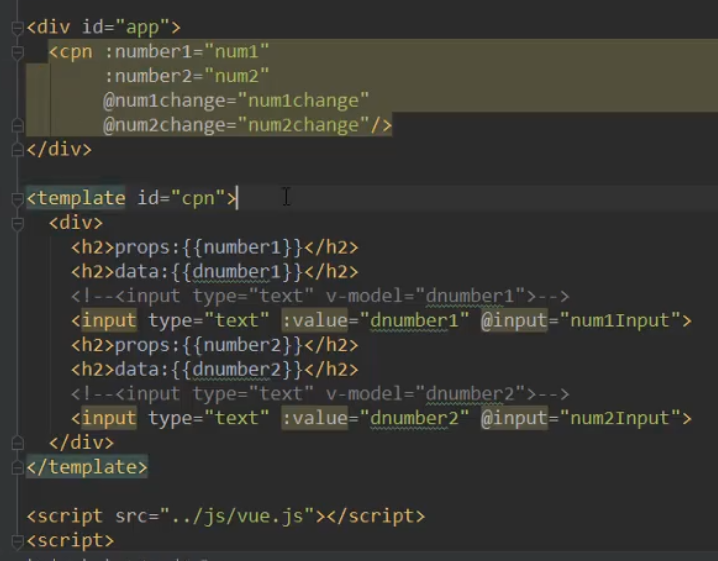 <div id="app">
<cpn :number1="num1"
:number2="num2"
@num1change="num1change"
@num2change="num2change"/>
</div>
<template id="cpn">
<div>
<h2>props:{{number1}}</h2>
<h2>data:{{dnumber1}}</h2>
<!--<input type="text" v-model="dnumber1">-->
<input type="text" :value="dnumber1" @input="num1Input">
<h2>props:{{number2}}</h2>
<h2>data:{{dnumber2}}</h2>
<!--<input type="text" v-model="dnumber2">-->
<input type="text" :value="dnumber2" @input="num2Input">
</div>
</template>
<script src="../js/vue.js"></script>
<script>